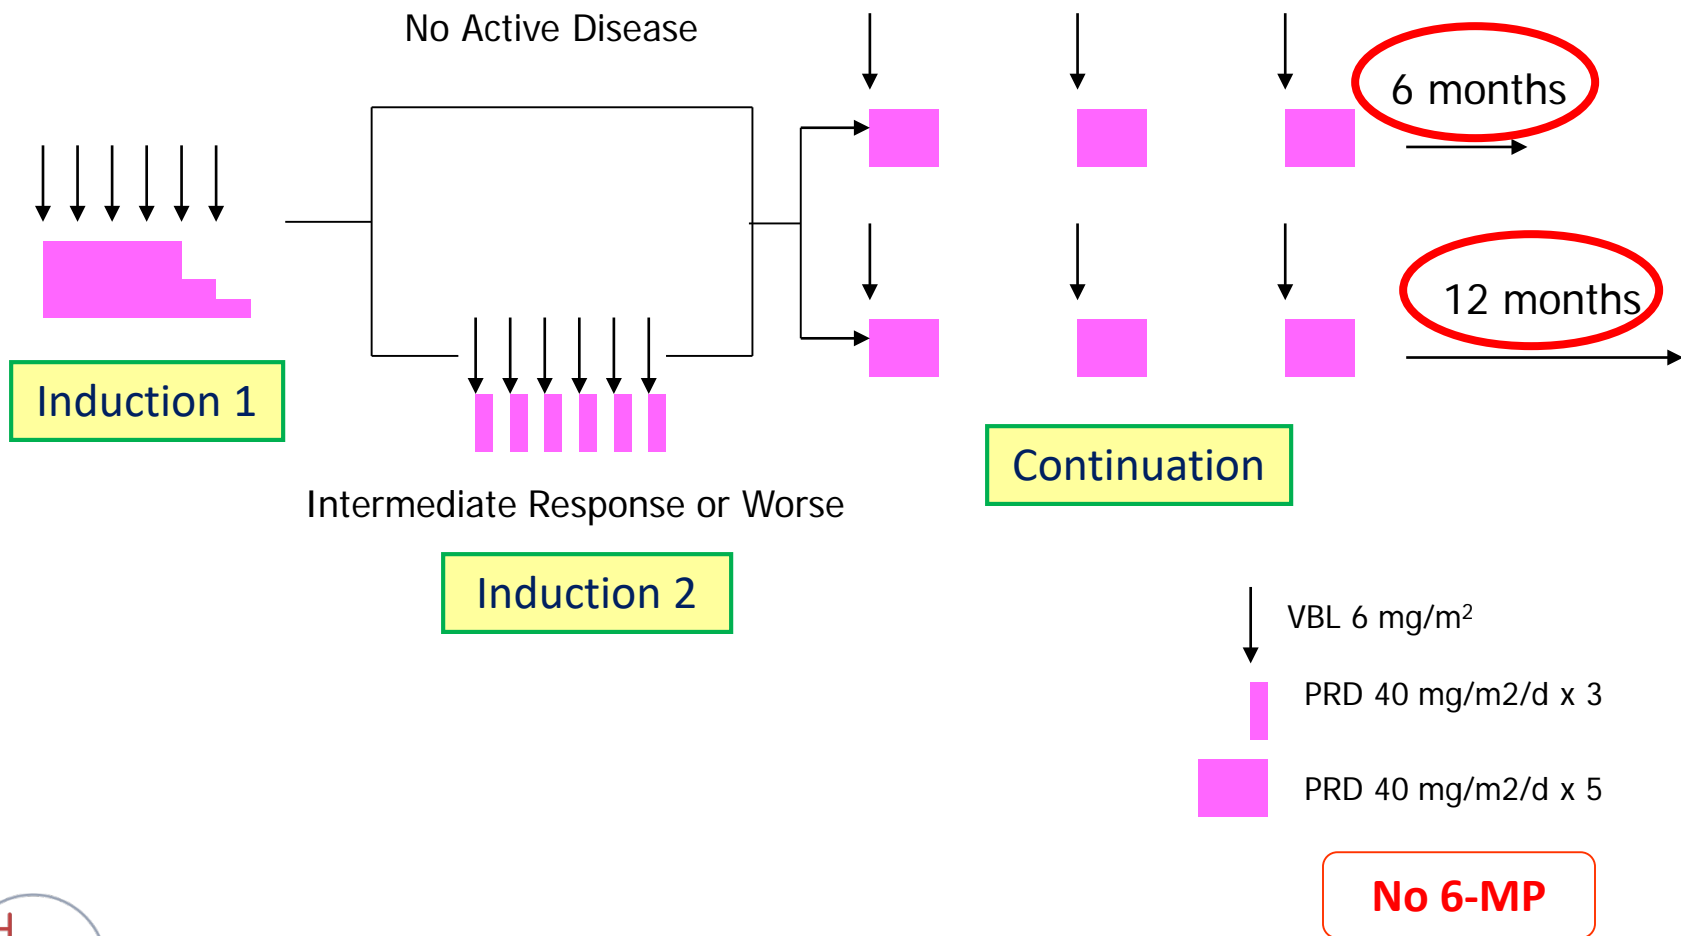 No Active Disease
6 months
12 months
Induction 1
Continuation
Intermediate Response or Worse
Induction 2
VBL 6 mg/m²
PRD 40 mg/m2/d x 3
PRD 40 mg/m2/d x 5
No 6-MP